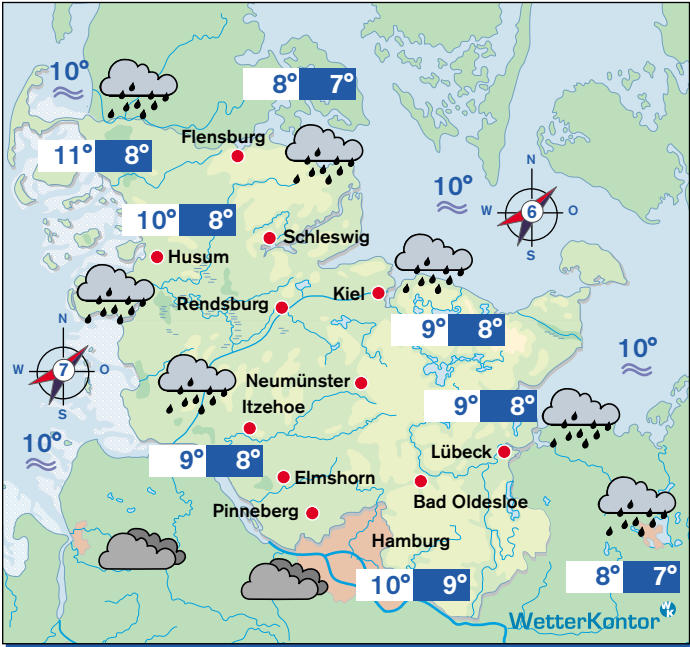 10°
8° 7°
Flensburg
11° 8°
N
10°
W 6 O
S
10° 8°
Schleswig
Husum
Kiel
Rendsburg
N
9° 8°
10°
W 7 O
S
Neumünster
Itzehoe
9° 8°
10°
Lübeck
9° 8°
Elmshorn
Bad Oldesloe
Pinneberg
Hamburg
8° 7°
10° 9°
WetterKontor
WK